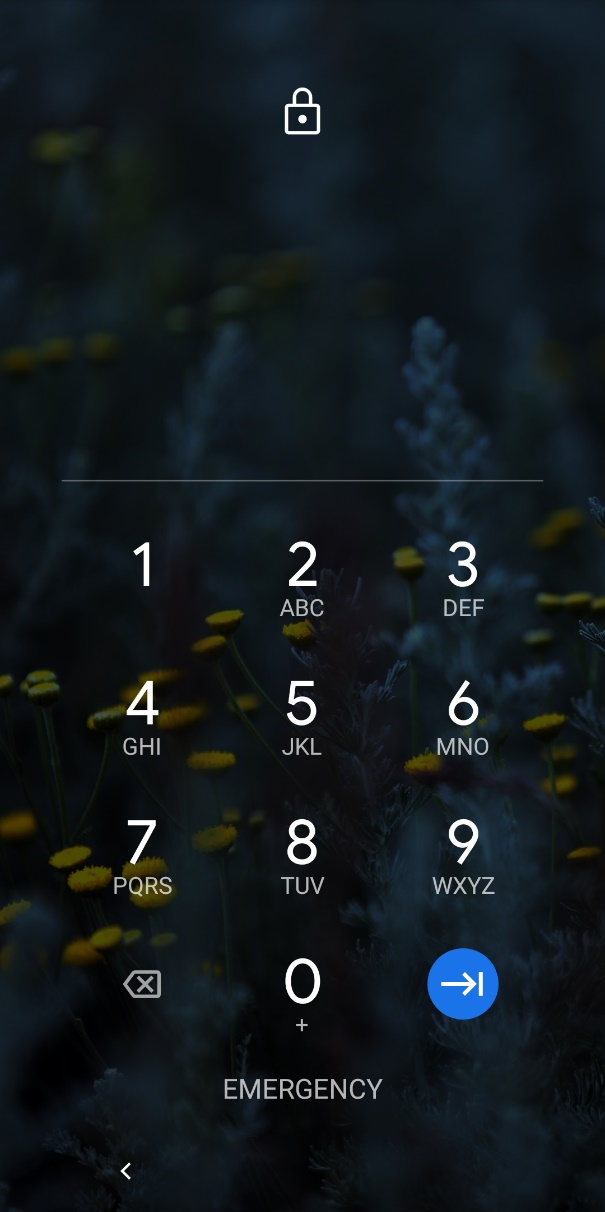 1 2 3
ABC DEF
4 5 6
GHI JKL MNO
7 8 9
PQRS TUV WXYZ
0
+
EMERGENCY